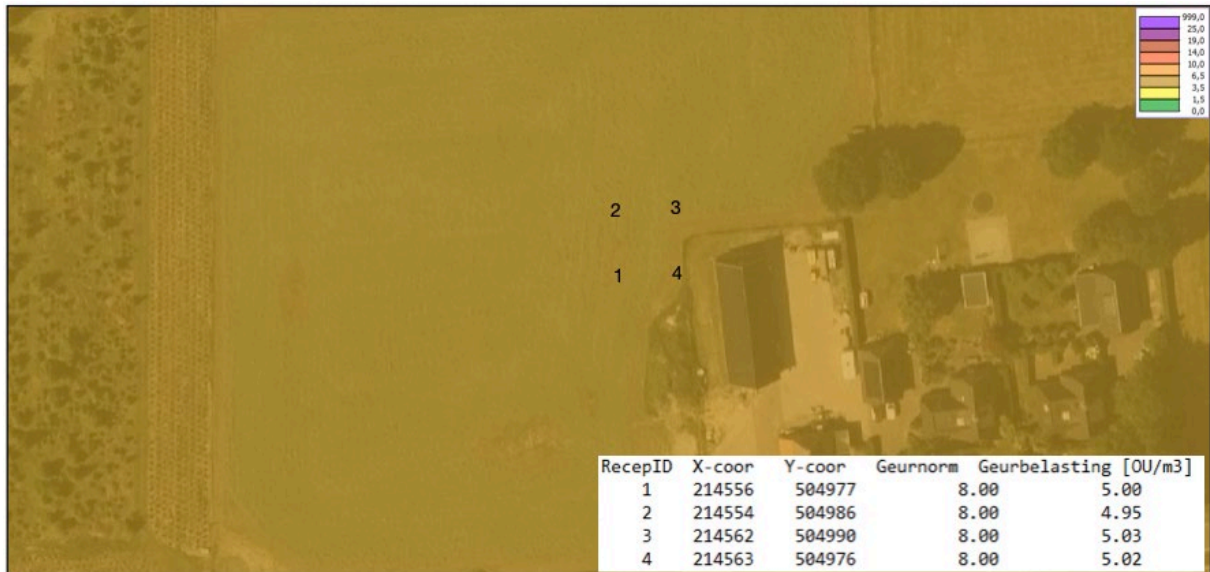 999,0
25,0
19,0
14,0
10,0
6,5
3,5
1,5
0,0
2 3
1 4
RecepID X-coor Y-coor Geurnorm Geurbelasting [OU/m3]
1 214556 504977 8.00 5.00
2 214554 504986 8.00 4.95
3 214562 504990 8.00 5.03
4 214563 504976 8.00 5.02